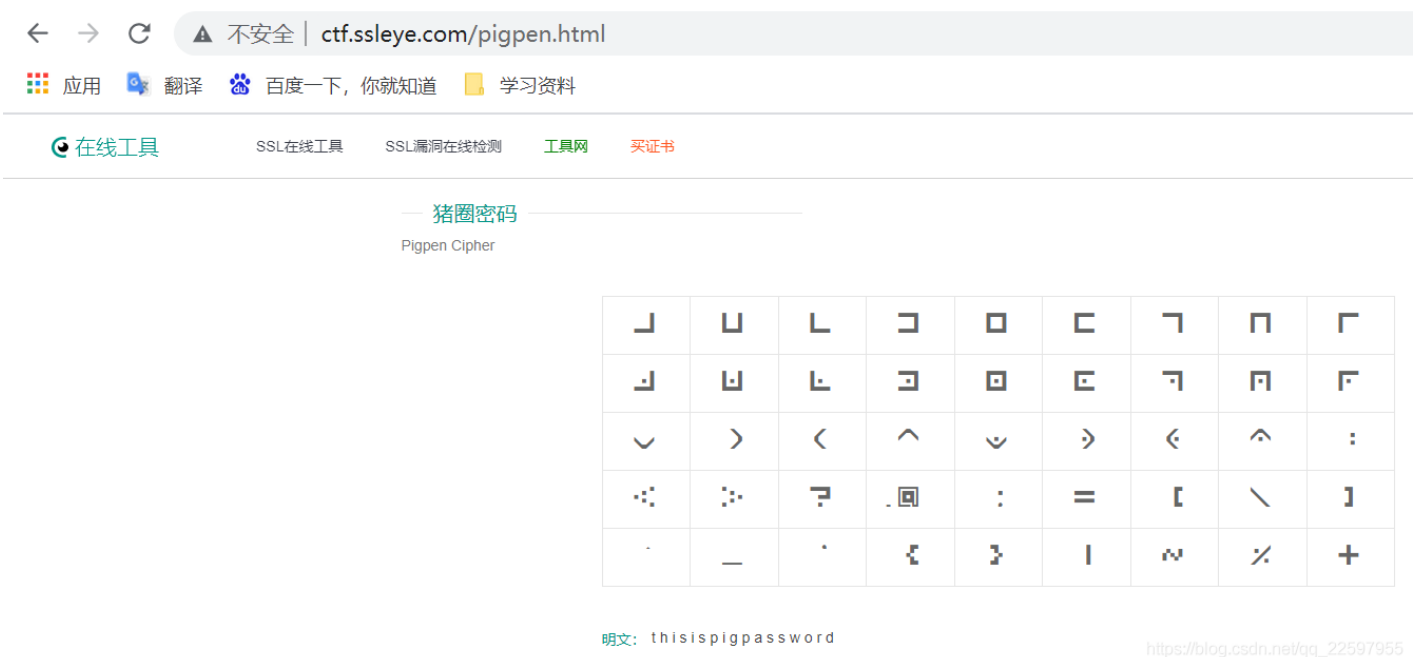 不安全 ctf.ssleye.com/pigpen.html
应用 翻译 百度一下，你就知道 学习资料
在线工具 SSL在线工具 SSL漏洞在线检测 工具网 买证书
猪圈密码
Pigpen Cipher
: = [ \ ]
_ { } | ~ +
明文： thisispigpassword
https://blog.csdn.net/qq_22597955